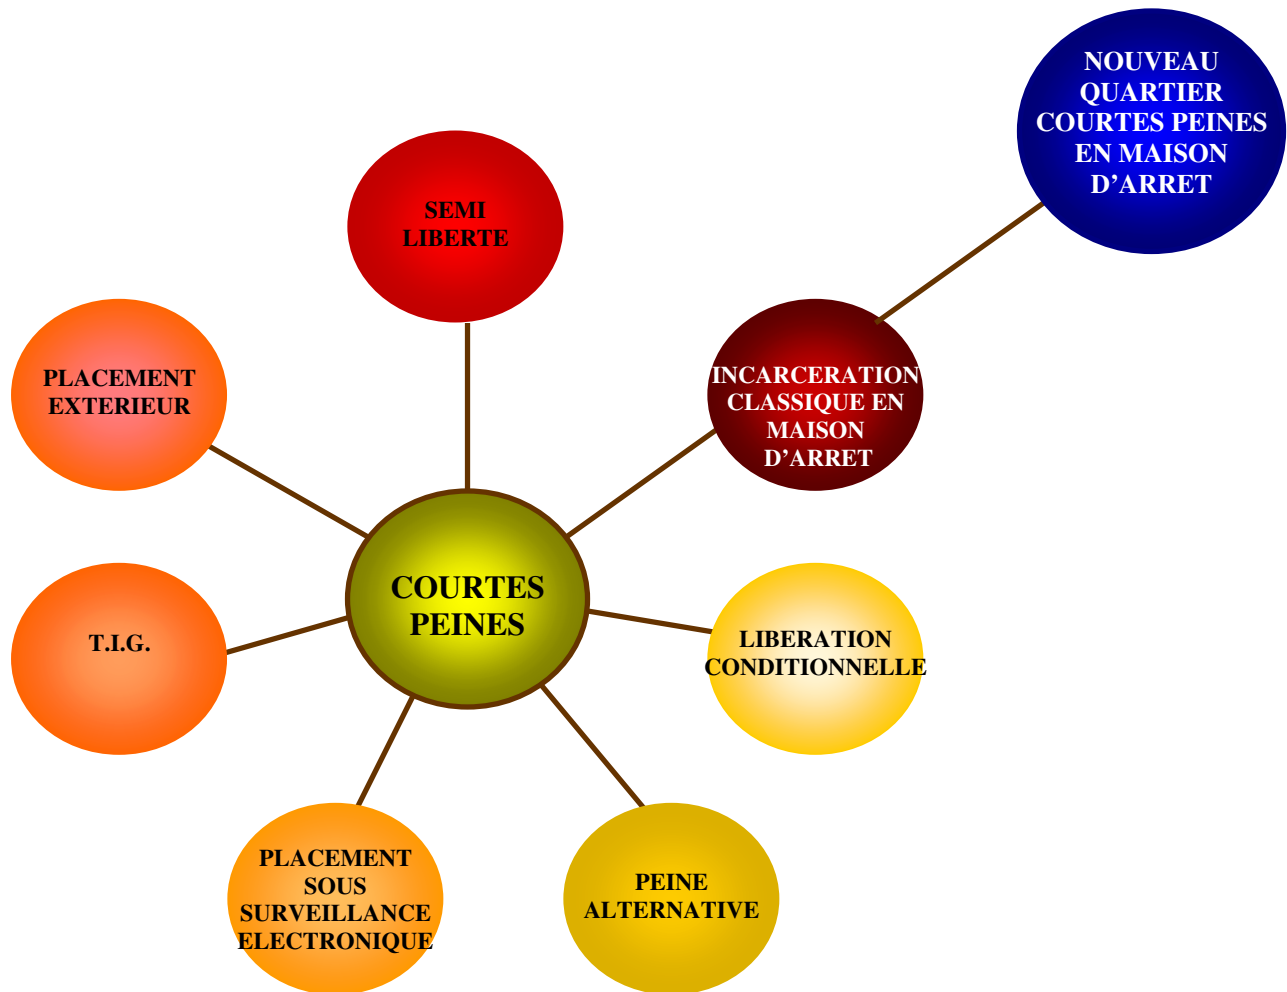 NOUVEAU
QUARTIER
COURTES PEINES
EN MAISON
D’ARRET
SEMI
LIBERTE
PLACEMENT
EXTERIEUR
INCARCERATION
CLASSIQUE EN
MAISON
D’ARRET
COURTES
PEINES
T.I.G.
LIBERATION
CONDITIONNELLE
PLACEMENT
SOUS
SURVEILLANCE
ELECTRONIQUE
PEINE
ALTERNATIVE